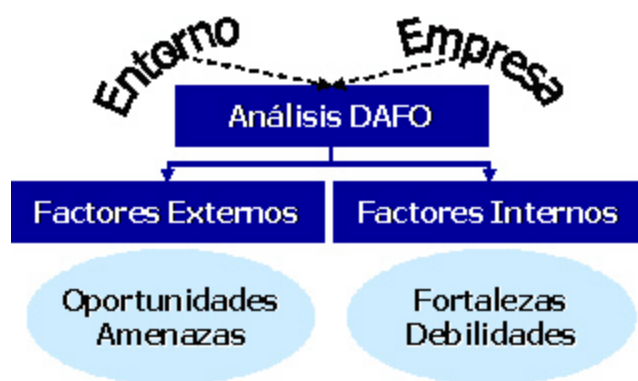 Entorno
Empresa
Análisis DAFO
Factores Externos
Factores Internos
Oportunidades
Amenazas
Fortalezas
Debilidades